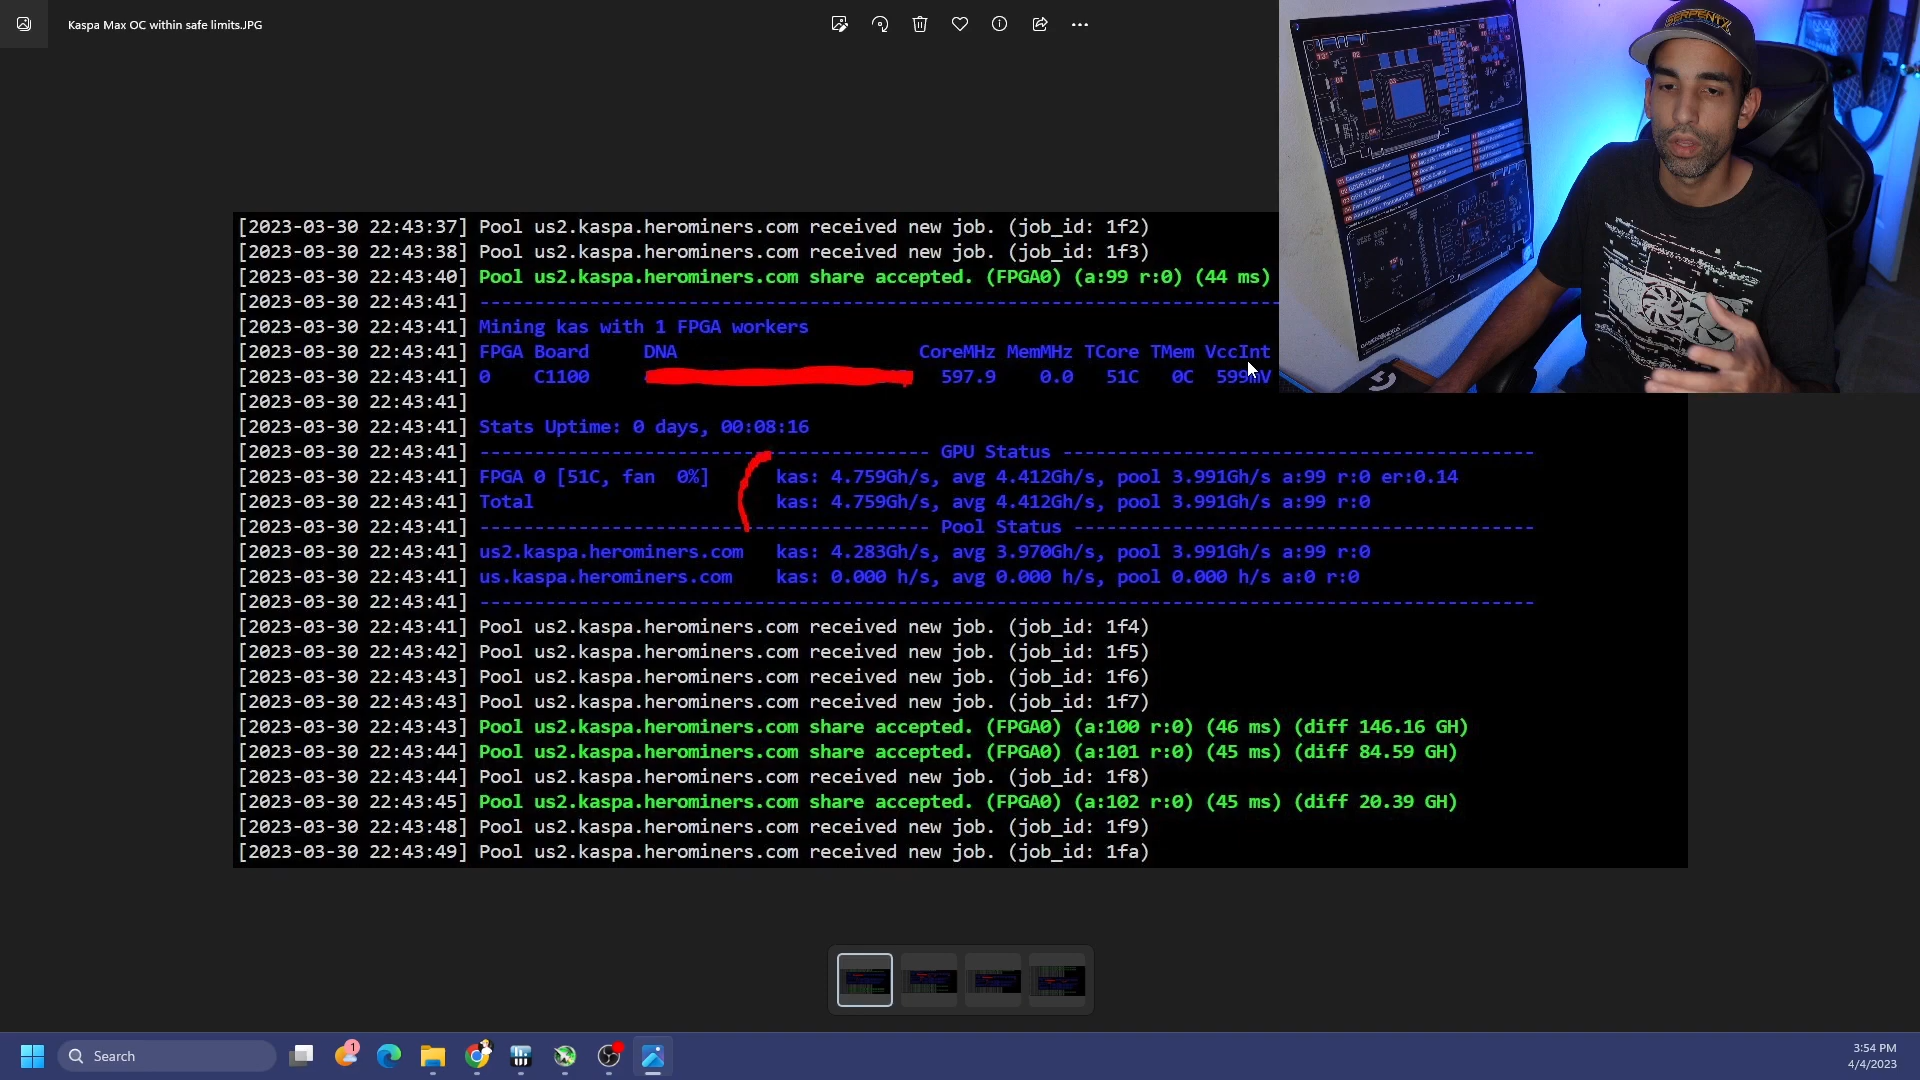 Kaspa Max OC within safe limits.JPG
SERPENTX
[2023-03-30 22:43:37] Pool us2.kaspa.herominers.com received new job. (job_id: 1f2)
[2023-03-30 22:43:38] Pool us2.kaspa.herominers.com received new job. (job_id: 1f3)
[2023-03-30 22:43:40] Pool us2.kaspa.herominers.com share accepted. (FPGA0) (a:99 r:0) (44 ms)
[2023-03-30 22:43:41] --------------------------------------------------------------------------
[2023-03-30 22:43:41] Mining kas with 1 FPGA workers
[2023-03-30 22:43:41] FPGA Board DNA CoreMHz MemMHz TCore TMem VccInt
[2023-03-30 22:43:41] 0 C1100 597.9 0.0 51C 0C 599mV
[2023-03-30 22:43:41]
[2023-03-30 22:43:41] Stats Uptime: 0 days, 00:08:16
[2023-03-30 22:43:41] ----------------------------------------- GPU Status -------------------------------------------
[2023-03-30 22:43:41] FPGA 0 [51C, fan 0%] kas: 4.759Gh/s, avg 4.412Gh/s, pool 3.991Gh/s a:99 r:0 er:0.14
[2023-03-30 22:43:41] Total kas: 4.759Gh/s, avg 4.412Gh/s, pool 3.991Gh/s a:99 r:0
[2023-03-30 22:43:41] ----------------------------------------- Pool Status ------------------------------------------
[2023-03-30 22:43:41] us2.kaspa.herominers.com kas: 4.283Gh/s, avg 3.970Gh/s, pool 3.991Gh/s a:99 r:0
[2023-03-30 22:43:41] us.kaspa.herominers.com kas: 0.000 h/s, avg 0.000 h/s, pool 0.000 h/s a:0 r:0
[2023-03-30 22:43:41] ------------------------------------------------------------------------------------------------
[2023-03-30 22:43:41] Pool us2.kaspa.herominers.com received new job. (job_id: 1f4)
[2023-03-30 22:43:42] Pool us2.kaspa.herominers.com received new job. (job_id: 1f5)
[2023-03-30 22:43:43] Pool us2.kaspa.herominers.com received new job. (job_id: 1f6)
[2023-03-30 22:43:43] Pool us2.kaspa.herominers.com received new job. (job_id: 1f7)
[2023-03-30 22:43:43] Pool us2.kaspa.herominers.com share accepted. (FPGA0) (a:100 r:0) (46 ms) (diff 146.16 GH)
[2023-03-30 22:43:44] Pool us2.kaspa.herominers.com share accepted. (FPGA0) (a:101 r:0) (45 ms) (diff 84.59 GH)
[2023-03-30 22:43:44] Pool us2.kaspa.herominers.com received new job. (job_id: 1f8)
[2023-03-30 22:43:45] Pool us2.kaspa.herominers.com share accepted. (FPGA0) (a:102 r:0) (45 ms) (diff 20.39 GH)
[2023-03-30 22:43:48] Pool us2.kaspa.herominers.com received new job. (job_id: 1f9)
[2023-03-30 22:43:49] Pool us2.kaspa.herominers.com received new job. (job_id: 1fa)
Search
1
3:54 PM
4/4/2023